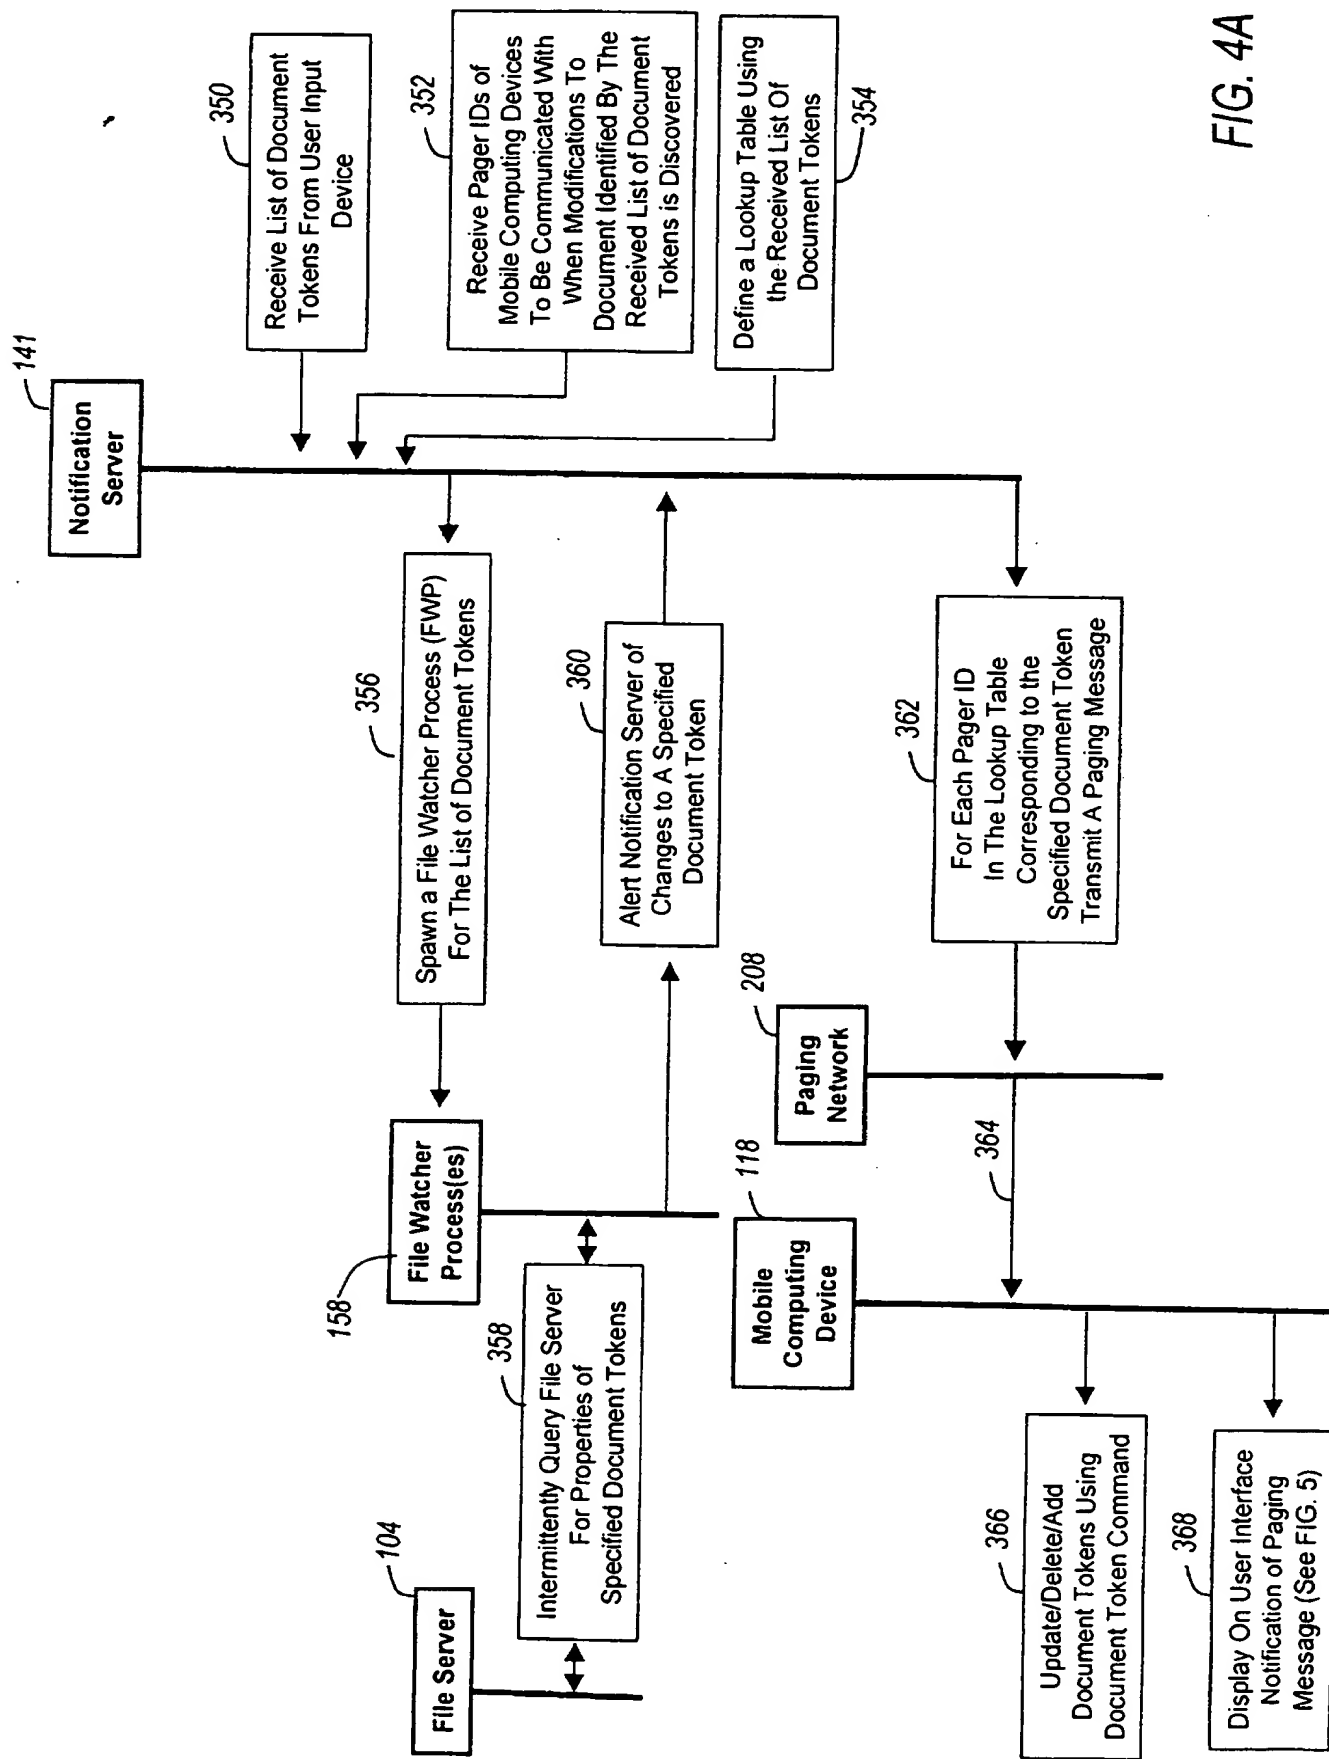 141
Notification
Server
350
Receive List of Document
Tokens From User Input
Device
352
Receive Pager IDs of
Mobile Computing Devices
To Be Communicated With
When Modifications To
Document Identified By The
Received List of Document
Tokens is Discovered
Define a Lookup Table Using
the Received List Of
Document Tokens
354
356
Spawn a File Watcher Process (FWP)
For The List of Document Tokens
158
File Watcher
Process(es)
104
File Server
358
Intermittently Query File Server
For Properties of
Specified Document Tokens
360
Alert Notification Server of
Changes to A Specified
Document Token
362
For Each Pager ID
In The Lookup Table
Corresponding to the
Specified Document Token
Transmit A Paging Message
208
Paging
Network
118
Mobile
Computing
Device
364
366
Update/Delete/Add
Document Tokens Using
Document Token Command
368
Display On User Interface
Notification of Paging
Message (See FIG. 5)
FIG. 4A